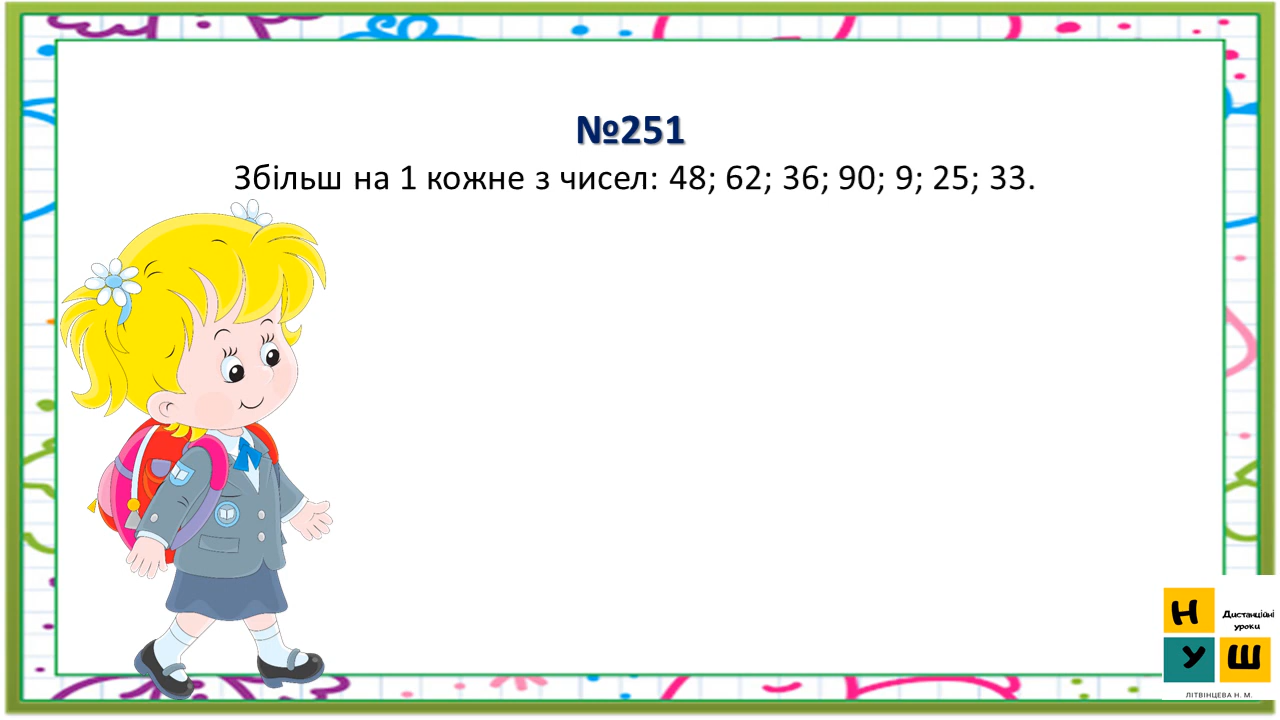 №251
Збільш на 1 кожне з чисел: 48; 62; 36; 90; 9; 25; 33.
Н
Дистанційні
уроки
У Ш
ЛІТВІНЦЕВА Н. М.